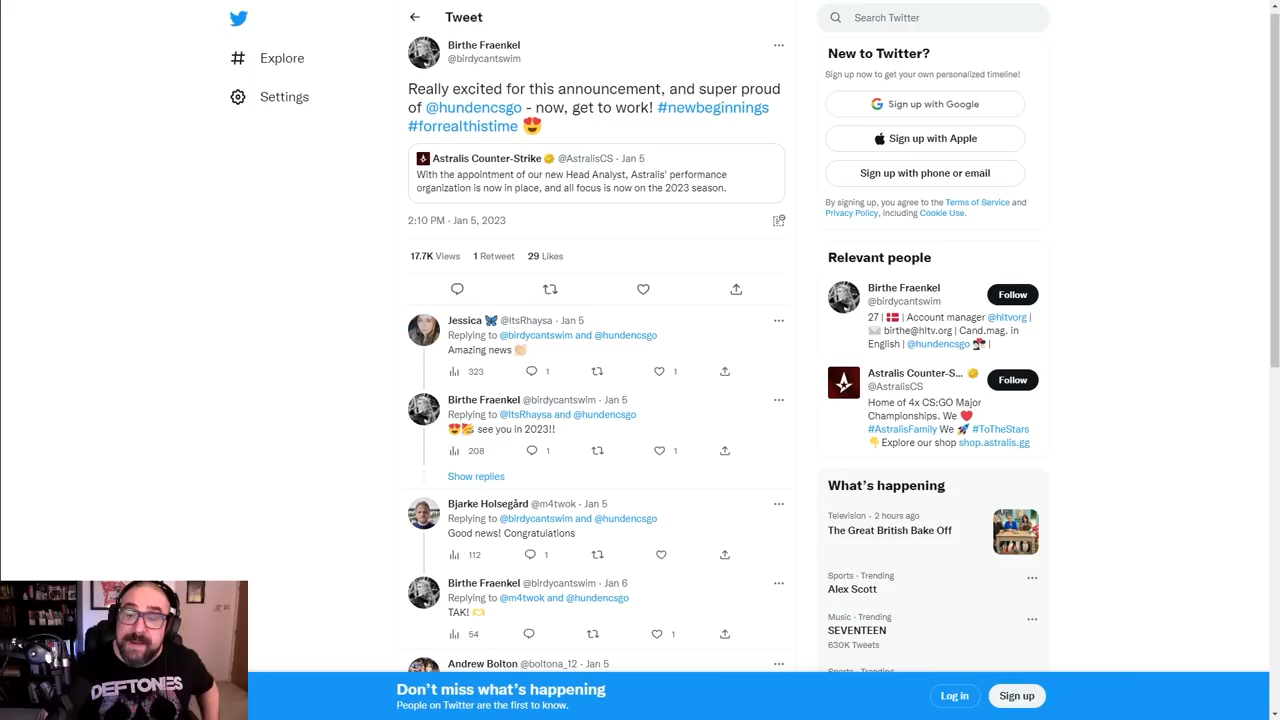 Tweet
Search Twitter
Explore
Settings
Birthe Fraenkel
@birdycantswim
Really excited for this announcement, and super proud
of @hundencsgo - now, get to work! #newbeginnings
#forrealthistime 😍
Astralis Counter-Strike @AstralisCS · Jan 5
With the appointment of our new Head Analyst, Astralis' performance
organization is now in place, and all focus is now on the 2023 season.
2:10 PM · Jan 5, 2023
17.7K Views 1 Retweet 29 Likes
Jessica 🦋 @ItsRhaysa · Jan 5
Replying to @birdycantswim and @hundencsgo
Amazing news 👏🏻
323 1 1
Birthe Fraenkel @birdycantswim · Jan 5
Replying to @ItsRhaysa and @hundencsgo
😍🥳 see you in 2023!!
208 1 1
Show replies
Bjarke Holsegård @m4twok · Jan 5
Replying to @birdycantswim and @hundencsgo
Good news! Congratulations
112 1
Birthe Fraenkel @birdycantswim · Jan 6
Replying to @m4twok and @hundencsgo
TAK! 🫶
54 1
Andrew Bolton @boltona_12 · Jan 5
New to Twitter?
Sign up now to get your own personalized timeline!
Sign up with Google
Sign up with Apple
Sign up with phone or email
By signing up, you agree to the Terms of Service and
Privacy Policy, including Cookie Use.
Relevant people
Birthe Fraenkel
@birdycantswim
Follow
27 | 🇩🇰 | Account manager @hltvorg |
✉️ birthe@hltv.org | Cand.mag. in
English | @hundencsgo 👩‍❤️‍💋‍👨 |
Astralis Counter-S...
@AstralisCS
Follow
Home of 4x CS:GO Major
Championships. We ❤️
#AstralisFamily We 🚀 #ToTheStars
👇 Explore our shop shop.astralis.gg
What's happening
Television · 2 hours ago
The Great British Bake Off
Sports · Trending
Alex Scott
Music · Trending
SEVENTEEN
630K Tweets
Sports · Trending
DEFTONES
Don't miss what's happening
People on Twitter are the first to know.
Log in
Sign up